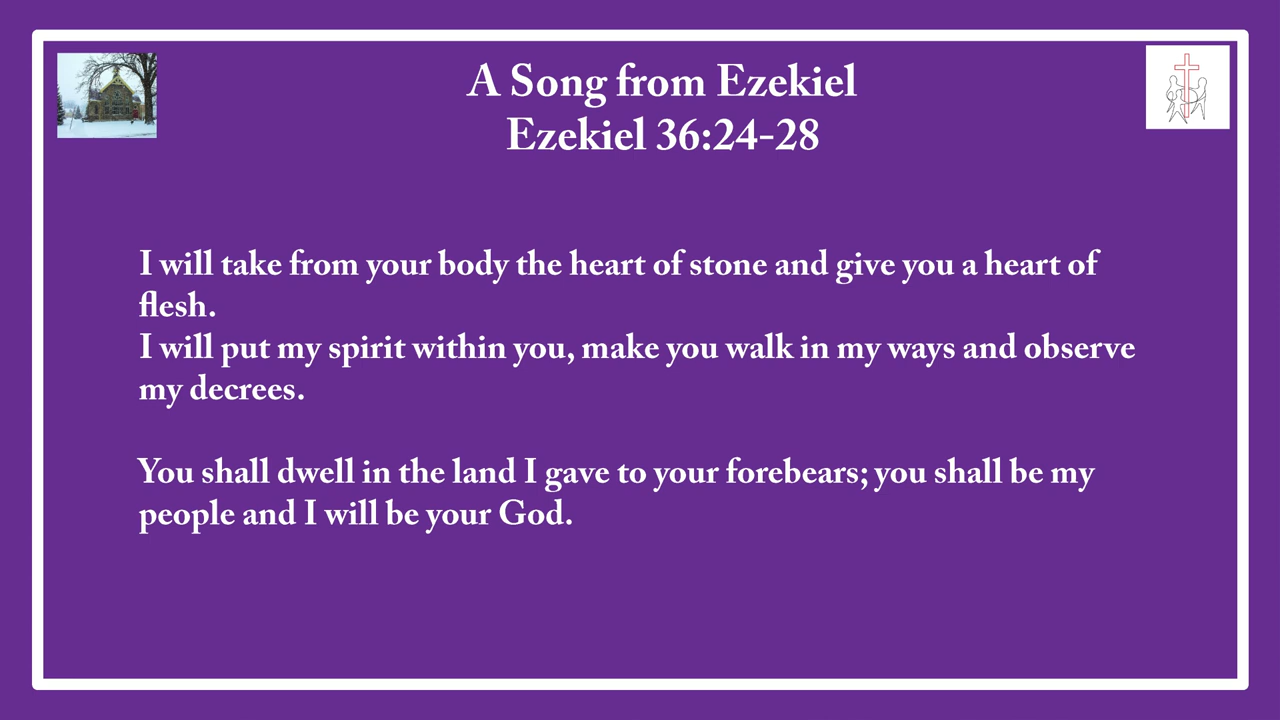 A Song from Ezekiel
Ezekiel 36:24-28
I will take from your body the heart of stone and give you a heart of
flesh.
I will put my spirit within you, make you walk in my ways and observe
my decrees.
You shall dwell in the land I gave to your forebears; you shall be my
people and I will be your God.